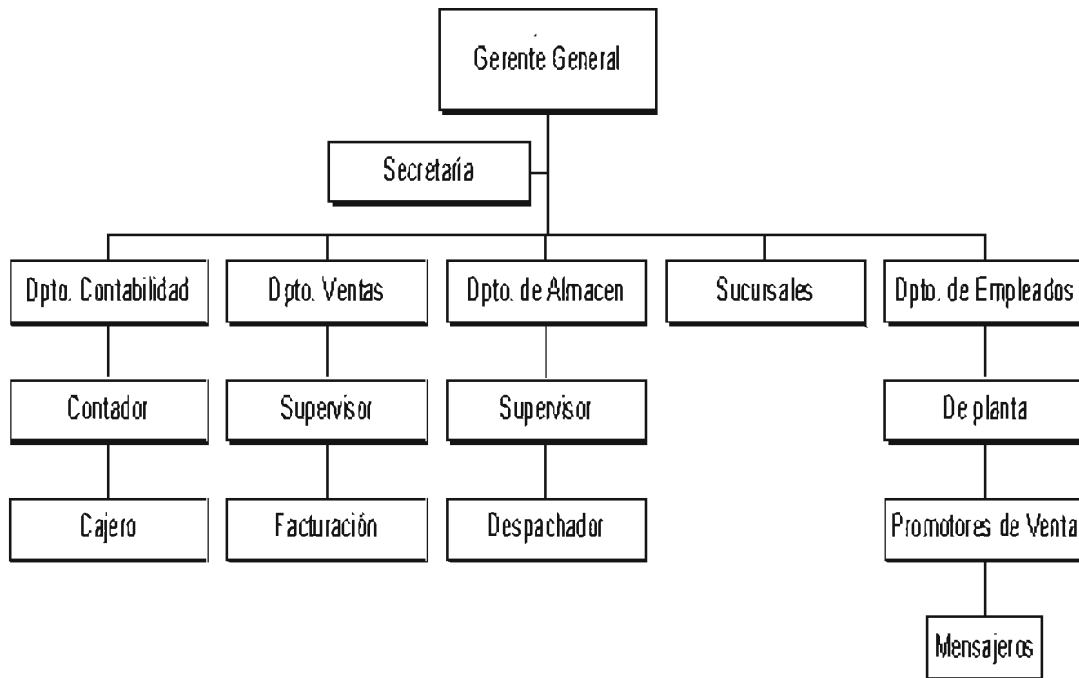 Gerente General
Secretaría
Dpto. Contabilidad
Dpto. Ventas
Dpto. de Almacen
Sucursales
Dpto. de Empleados
Contador
Supervisor
Supervisor
De planta
Cajero
Facturación
Despachador
Promotores de Venta
Mensajeros